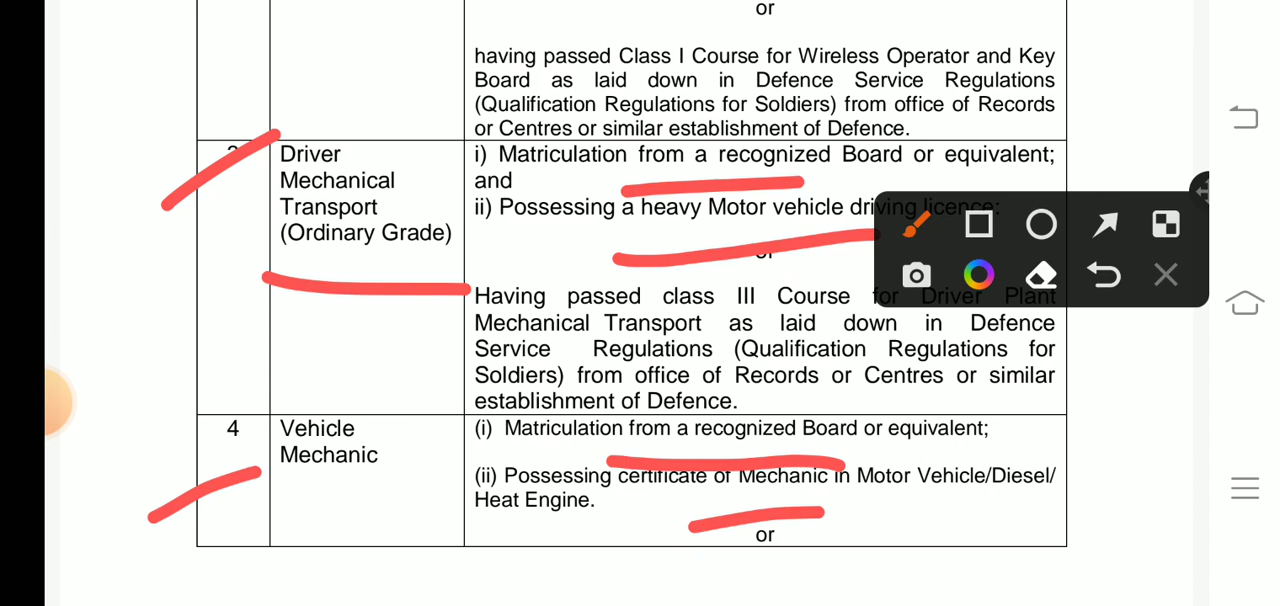 or
having passed Class I Course for Wireless Operator and Key
Board as laid down in Defence Service Regulations
(Qualification Regulations for Soldiers) from office of Records
or Centres or similar establishment of Defence.
Driver
Mechanical
Transport
(Ordinary Grade)
i) Matriculation from a recognized Board or equivalent;
and
ii) Possessing a heavy Motor vehicle driving licence:
or
Having passed class III Course for Driver Plant
Mechanical Transport as laid down in Defence
Service Regulations (Qualification Regulations for
Soldiers) from office of Records or Centres or similar
establishment of Defence.
4
Vehicle
Mechanic
(i) Matriculation from a recognized Board or equivalent;
(ii) Possessing certificate of Mechanic in Motor Vehicle/Diesel/
Heat Engine.
or